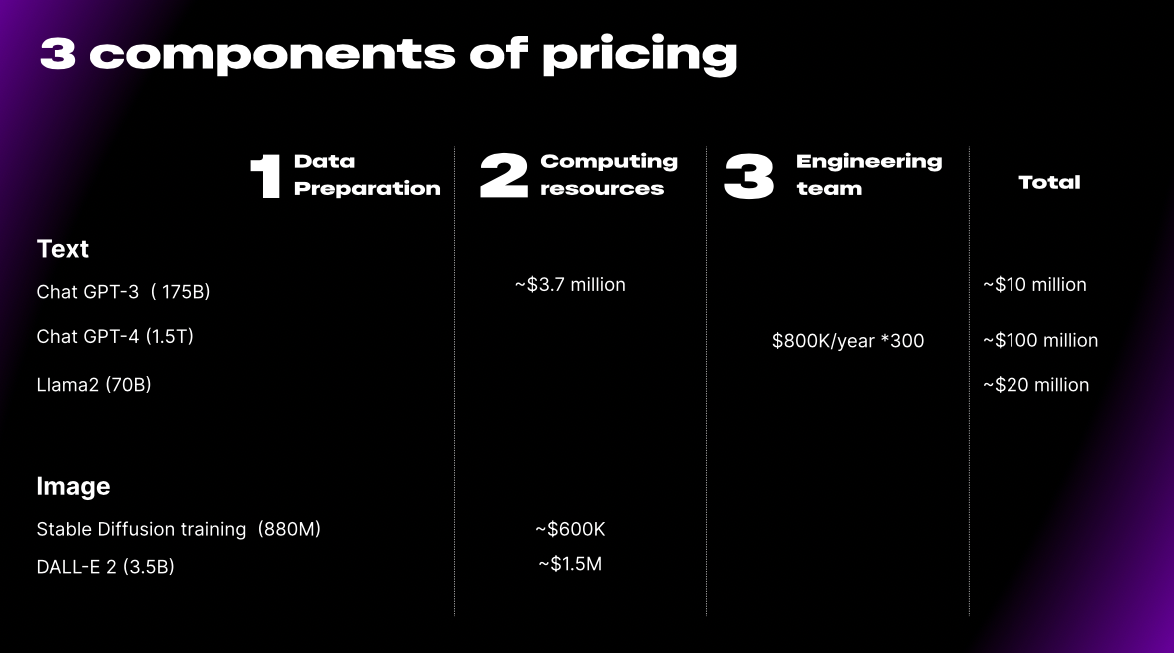 3 components of pricing
1 Data Preparation
2 Computing resources
3 Engineering team
Total
Text
Chat GPT-3 ( 175B) ~$3.7 million ~$10 million
Chat GPT-4 (1.5T) $800K/year *300 ~$100 million
Llama2 (70B) ~$20 million
Image
Stable Diffusion training (880M) ~$600K
DALL-E 2 (3.5B) ~$1.5M